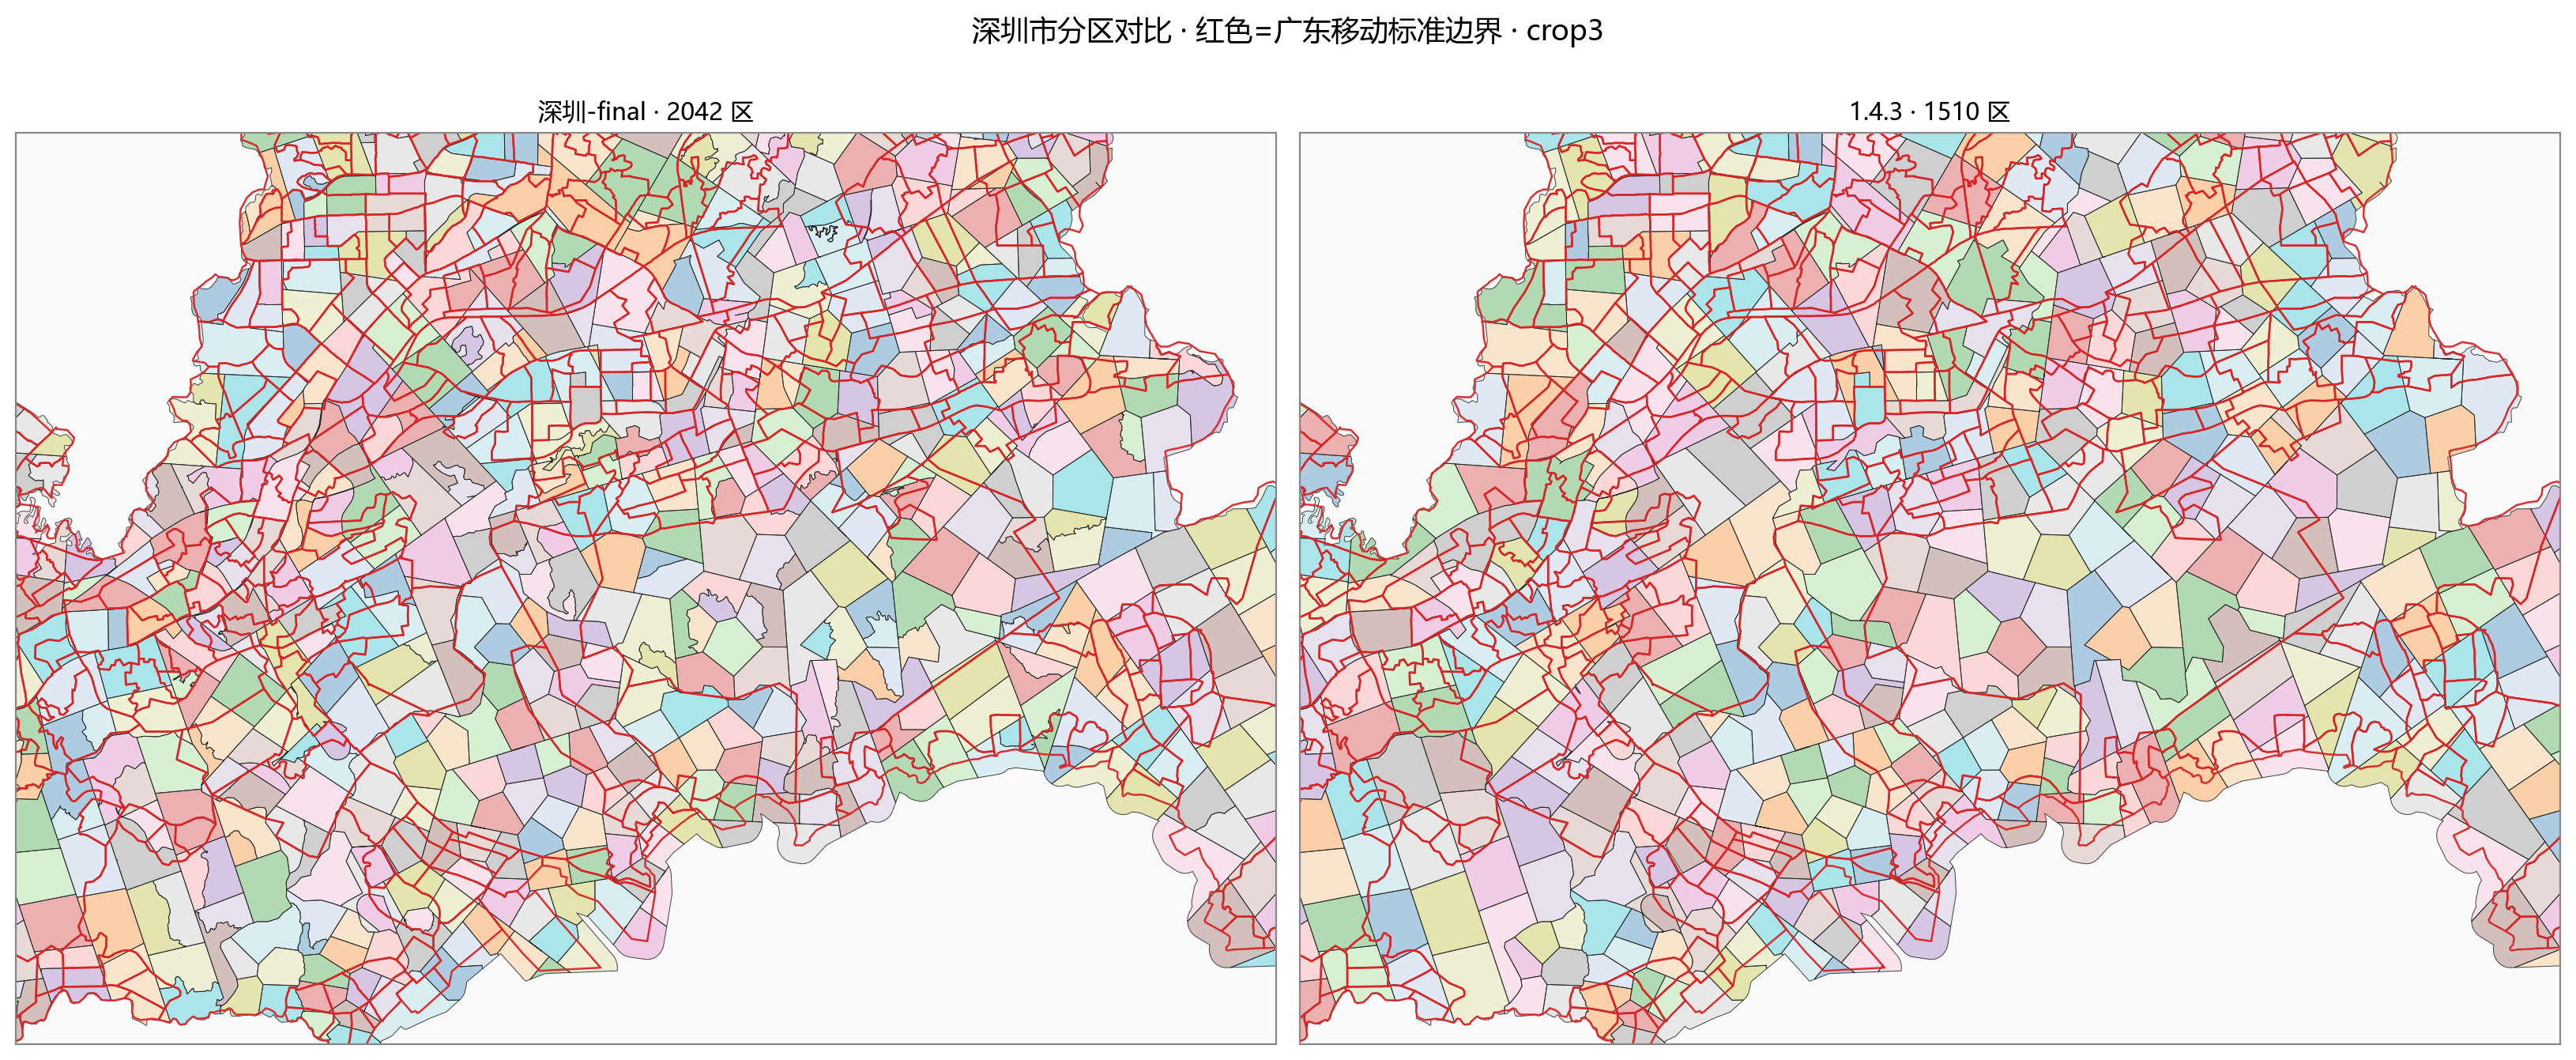 深圳市分区对比 · 红色=广东移动标准边界 · crop3
深圳-final · 2042 区
1.4.3 · 1510 区